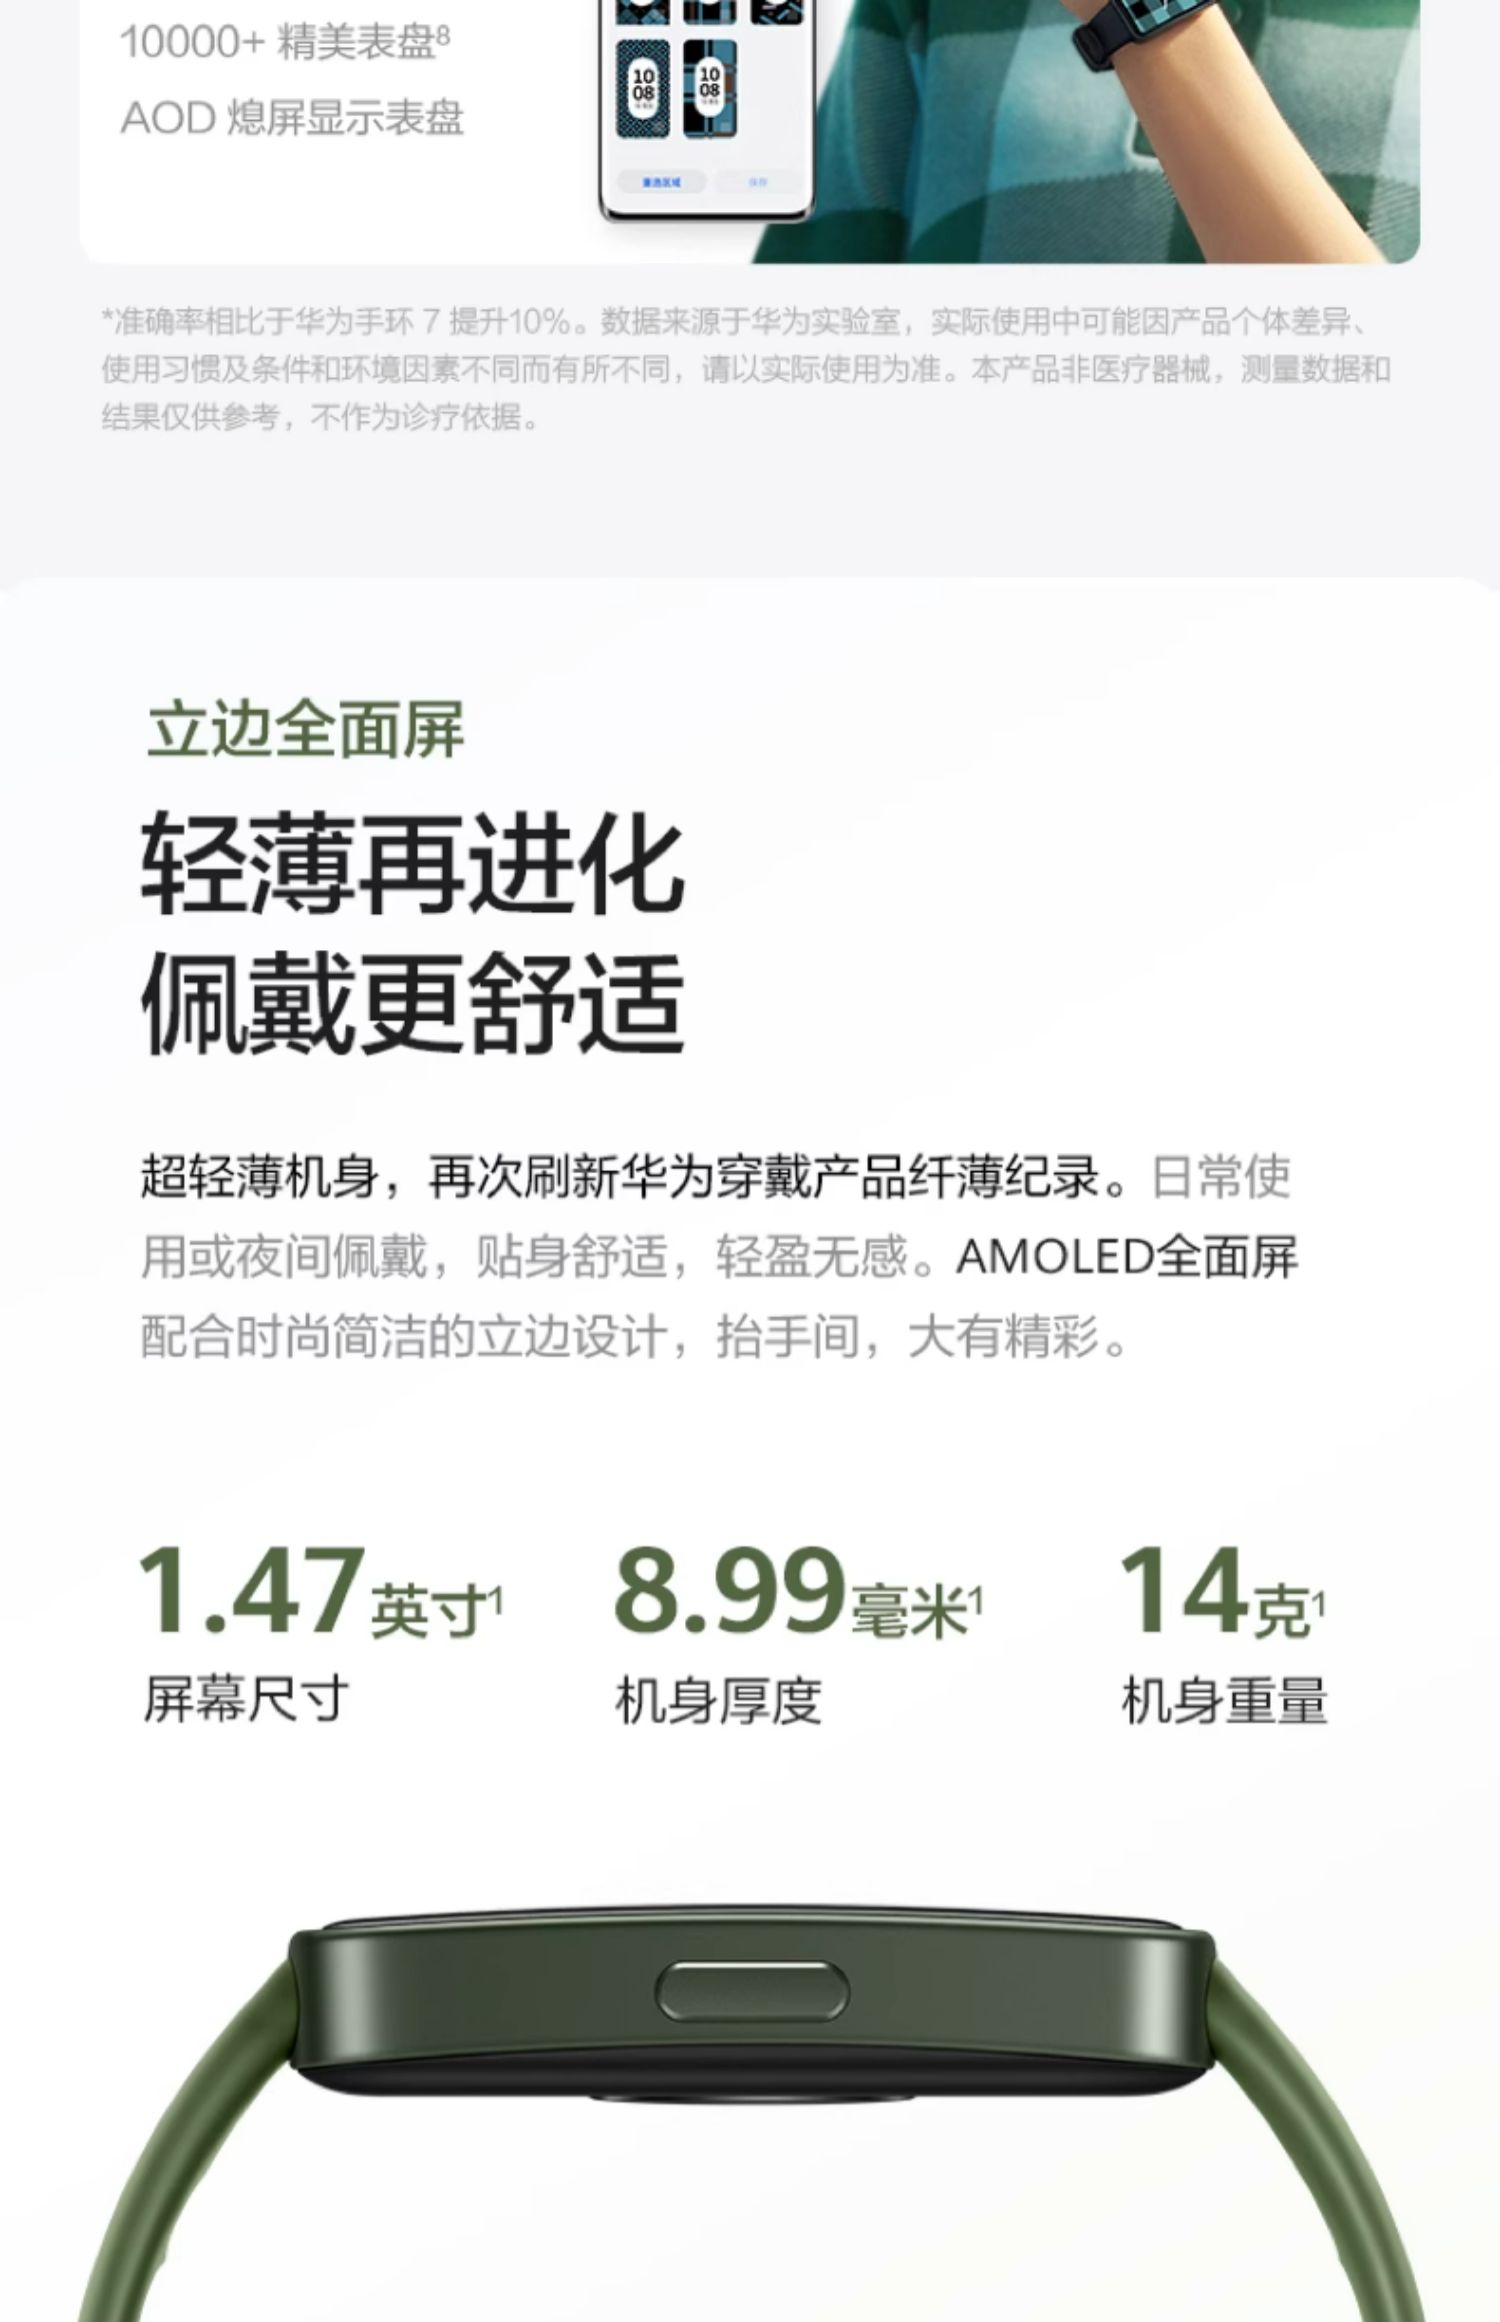 10000+ 精美表盘8
AOD 熄屏显示表盘
10
08
10
08
重选区域
保存
*准确率相比于华为手环 7 提升10%。数据来源于华为实验室，实际使用中可能因产品个体差异、
使用习惯及条件和环境因素不同而有所不同，请以实际使用为准。本产品非医疗器械，测量数据和
结果仅供参考，不作为诊疗依据。
立边全面屏
轻薄再进化
佩戴更舒适
超轻薄机身，再次刷新华为穿戴产品纤薄纪录。日常使
用或夜间佩戴，贴身舒适，轻盈无感。AMOLED全面屏
配合时尚简洁的立边设计，抬手间，大有精彩。
1.47英寸1 8.99毫米1 14克1
屏幕尺寸 机身厚度 机身重量